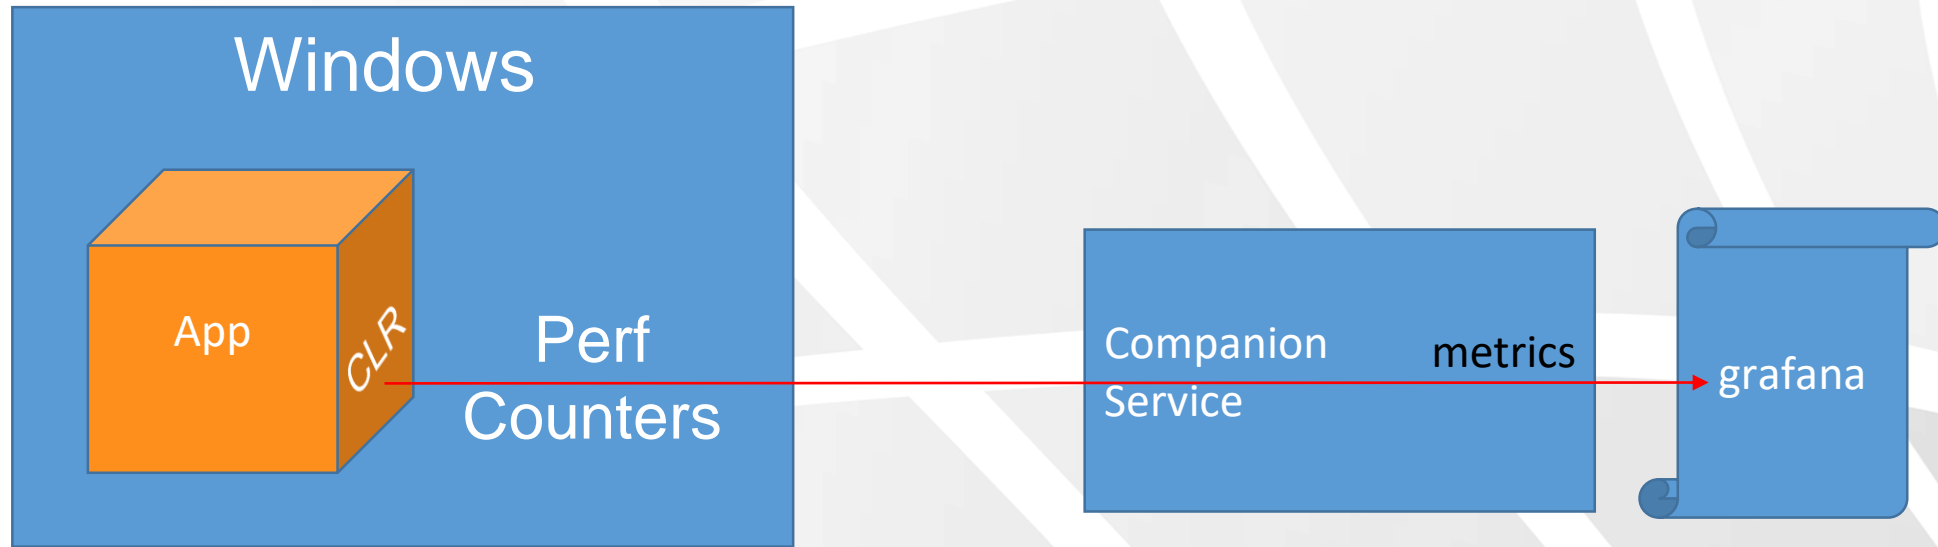 Windows
App
CLR
Perf
Counters
Companion
Service
metrics
grafana